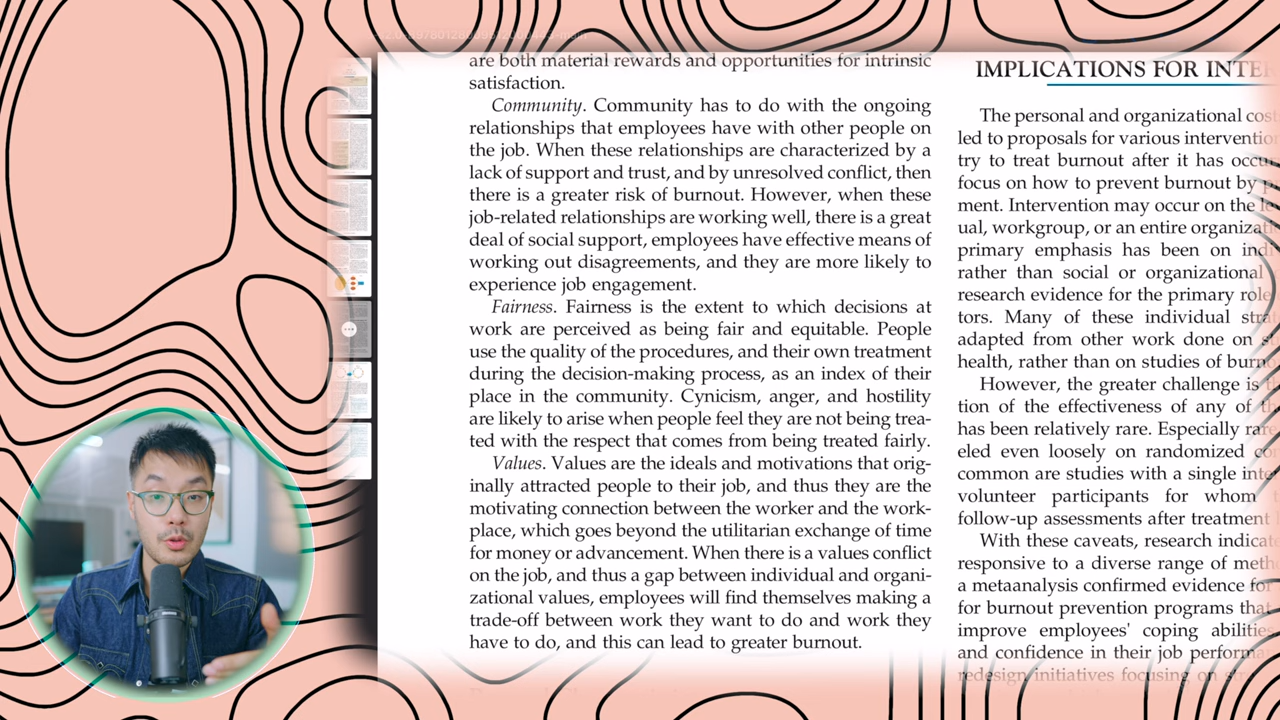 are both material rewards and opportunities for intrinsic
satisfaction.
Community. Community has to do with the ongoing
relationships that employees have with other people on
the job. When these relationships are characterized by a
lack of support and trust, and by unresolved conflict, then
there is a greater risk of burnout. However, when these
job-related relationships are working well, there is a great
deal of social support, employees have effective means of
working out disagreements, and they are more likely to
experience job engagement.
Fairness. Fairness is the extent to which decisions at
work are perceived as being fair and equitable. People
use the quality of the procedures, and their own treatment
during the decision-making process, as an index of their
place in the community. Cynicism, anger, and hostility
are likely to arise when people feel they are not being trea-
ted with the respect that comes from being treated fairly.
Values. Values are the ideals and motivations that orig-
inally attracted people to their job, and thus they are the
motivating connection between the worker and the work-
place, which goes beyond the utilitarian exchange of time
for money or advancement. When there is a values conflict
on the job, and thus a gap between individual and organi-
zational values, employees will find themselves making a
trade-off between work they want to do and work they
have to do, and this can lead to greater burnout.
IMPLICATIONS FOR INTE
The personal and organizational cost
led to proposals for various interventio
try to treat burnout after it has occur
focus on how to prevent burnout by
ment. Intervention may occur on the
ual, workgroup, or an entire organizat
primary emphasis has been on indi
rather than social or organizational
research evidence for the primary role
tors. Many of these individual stra
adapted from other work done on
health, rather than on studies of burno
However, the greater challenge is
on of the effectiveness of any of
has been relatively rare. Especially rare
eled even loosely on randomized
common are studies with a single inte
volunteer participants for whom
follow-up assessments after treatment
With these caveats, research indicate
responsive to a diverse range of meth
a metaanalysis confirmed evidence for
for burnout prevention programs that
improve employees' coping abilities
and confidence in their job performa
redesign initiatives focusing on